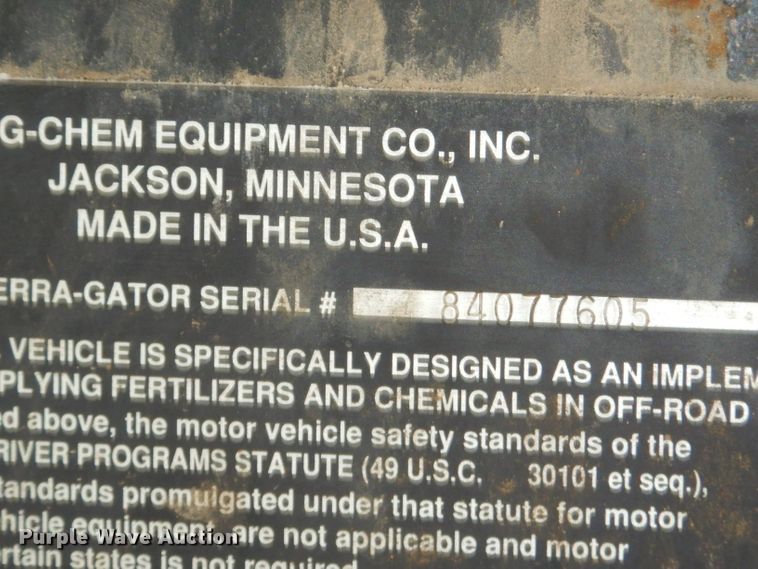 G-CHEM EQUIPMENT CO., INC.
JACKSON, MINNESOTA
MADE IN THE U.S.A.
ERRA-GATOR SERIAL # 84077605
VEHICLE IS SPECIFICALLY DESIGNED AS AN IMPLEM
PLYING FERTILIZERS AND CHEMICALS IN OFF-ROAD
ed above, the motor vehicle safety standards of the
RIVER PROGRAMS STATUTE (49 U.S.C. 30101 et seq.),
tandards promulgated under that statute for motor
hicle equipment, are not applicable and motor
ertain states is not required
Purple Wave Auction